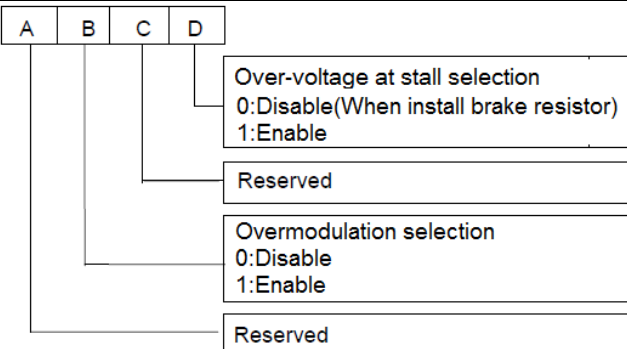 A B C D
Over-voltage at stall selection
0:Disable(When install brake resistor)
1:Enable
Reserved
Overmodulation selection
0:Disable
1:Enable
Reserved